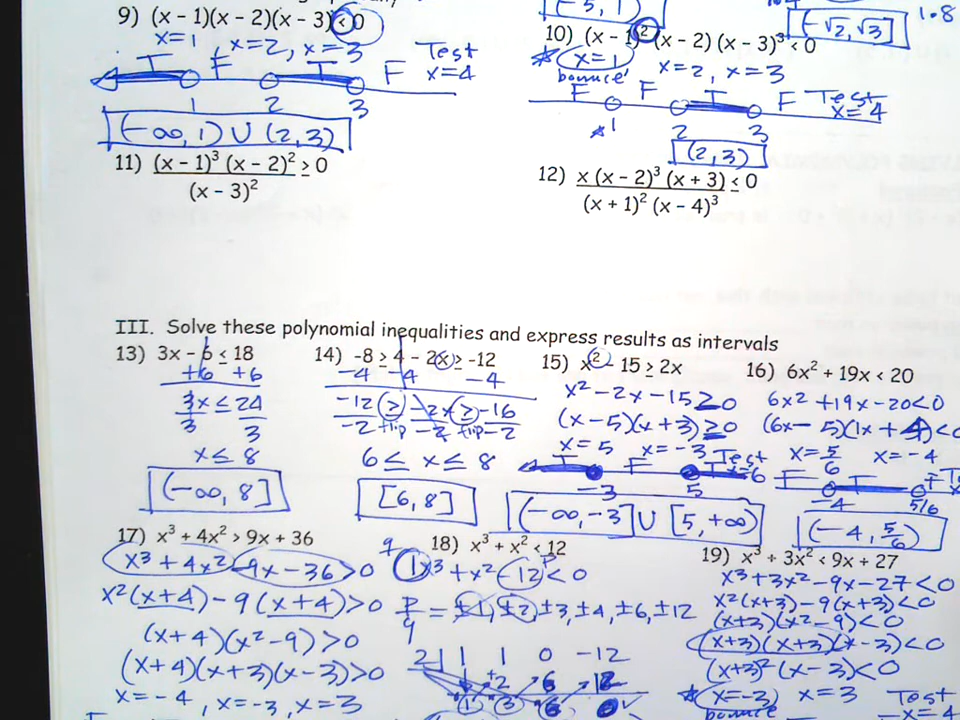 9) (x - 1)(x - 2)(x - 3) < 0
x=1, x=2, x=3
Test
x=4
T F T F
1 2 3
(-∞, 1) ∪ (2, 3)
(-√2, √3]
1.8
10) (x - 1)² (x - 2) (x - 3)³ < 0
* x=1
bounce
x=2, x=3
F F T F Test
x=4
* 1 2 3
(2, 3)
11) (x - 1)³ (x - 2)² ≥ 0
(x - 3)²
12) x (x - 2)³ (x + 3) ≤ 0
(x + 1)² (x - 4)³
III. Solve these polynomial inequalities and express results as intervals
13) 3x - 6 ≤ 18
+6 +6
3x ≤ 24
3 3
x ≤ 8
(-∞, 8]
14) -8 ≥ 4 - 2x ≥ -12
-4 -4 -4
-12 ≥ -2x ≥ -16
-2 flip -2 flip -2
6 ≤ x ≤ 8
[6, 8]
15) x² - 15 ≥ 2x
x² - 2x - 15 ≥ 0
(x - 5)(x + 3) ≥ 0
x = 5 x = -3 Test
x=6
T F T
-3 5
(-∞, -3] ∪ [5, +∞)
16) 6x² + 19x < 20
6x² + 19x - 20 < 0
(6x - 5)(1x + 4) < 0
x = 5/6 x = -4
F T F
-4 5/6
(-4, 5/6)
17) x³ + 4x² > 9x + 36
x³ + 4x² - 9x - 36 > 0
x²(x+4) - 9(x+4) > 0
(x+4)(x² - 9) > 0
(x+4)(x+3)(x-3) > 0
x = -4, x = -3, x = 3
18) x³ + x² < 12
q p
1x³ + x² - 12 < 0
p/q = ±1, ±2, ±3, ±4, ±6, ±12
2| 1 1 0 -12
+2 6 12
1 3 6 0
19) x³ + 3x² < 9x + 27
x³ + 3x² - 9x - 27 < 0
x²(x+3) - 9(x+3) < 0
(x+3)(x² - 9) < 0
(x+3)(x+3)(x-3) < 0
(x+3)² (x-3) < 0
* x = -3 x = 3 Test
bounce